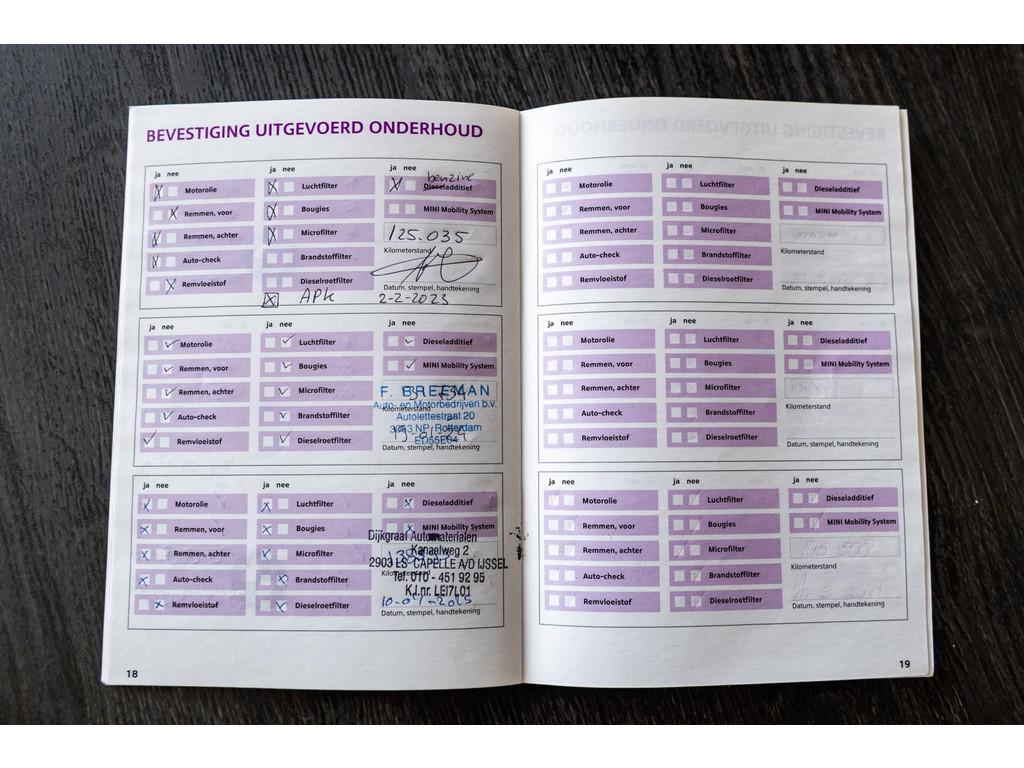 BEVESTIGING UITGEVOERD ONDERHOUD
ja nee
Motorolie
Remmen, voor
Remmen, achter
Auto-check
Remvloeistof
ja nee
Luchtfilter
Bougies
Microfilter
Brandstoffilter
Dieselroetfilter
APK
ja nee
benzine
Dieseladditief
MINI Mobility System
125.035
Kilometerstand
Datum, stempel, handtekening
2-2-2023
ja nee
Motorolie
Remmen, voor
Remmen, achter
Auto-check
Remvloeistof
ja nee
Luchtfilter
Bougies
Microfilter
Brandstoffilter
Dieselroetfilter
ja nee
Dieseladditief
MINI Mobility System
F. BREEMAN
Auto- en Motorbedrijven b.v.
Kilometerstand
Autolettestraat 20
3063 NP Rotterdam
ED55E04
Datum, stempel, handtekening
ja nee
Motorolie
Remmen, voor
Remmen, achter
Auto-check
Remvloeistof
ja nee
Luchtfilter
Bougies
Microfilter
Brandstoffilter
Dieselroetfilter
ja nee
Dieseladditief
MINI Mobility System
Dijkgraaf Automaterialen
Kanaalweg 2
2903 LS CAPELLE A/D IJSSEL
Tel. 010 - 451 92 95
K.I.nr. LEI7L01
Datum, stempel, handtekening
18
ja nee
Motorolie
Remmen, voor
Remmen, achter
Auto-check
Remvloeistof
ja nee
Luchtfilter
Bougies
Microfilter
Brandstoffilter
Dieselroetfilter
ja nee
Dieseladditief
MINI Mobility System
Kilometerstand
Datum, stempel, handtekening
ja nee
Motorolie
Remmen, voor
Remmen, achter
Auto-check
Remvloeistof
ja nee
Luchtfilter
Bougies
Microfilter
Brandstoffilter
Dieselroetfilter
ja nee
Dieseladditief
MINI Mobility System
Kilometerstand
Datum, stempel, handtekening
ja nee
Motorolie
Remmen, voor
Remmen, achter
Auto-check
Remvloeistof
ja nee
Luchtfilter
Bougies
Microfilter
Brandstoffilter
Dieselroetfilter
ja nee
Dieseladditief
MINI Mobility System
Kilometerstand
Datum, stempel, handtekening
19